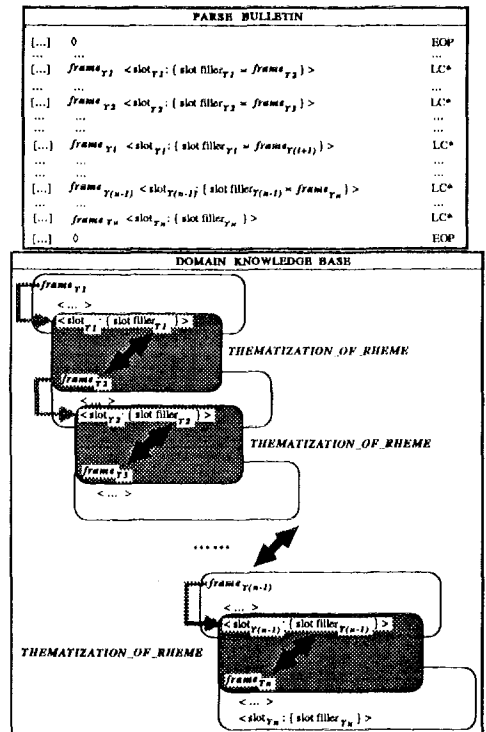 PARSE BULLETIN
[...] ◊ EOP
... ... ...
[...] frame_T1 <slot_T1: { slot filler_T1 = frame_T2 } > LC*
... ... ...
[...] frame_T2 <slot_T2: { slot filler_T2 = frame_T3 } > LC*
... ... ...
... ... ...
[...] frame_Ti <slot_Ti: { slot filler_Ti = frame_T(i+1) } > LC*
... ... ...
... ... ...
[...] frame_T(n-1) <slot_T(n-1): { slot filler_T(n-1) = frame_Tn } > LC*
... ... ...
[...] frame_Tn <slot_Tn: { slot filler_Tn } > LC*
[...] ◊ EOP
DOMAIN KNOWLEDGE BASE
frame_T1
< ... >
<slot_T1: { slot filler_T1 } >
THEMATIZATION_OF_RHEME
frame_T2
< ... >
<slot_T2: { slot filler_T2 } >
THEMATIZATION_OF_RHEME
frame_T3
< ... >
......
frame_T(n-1)
< ... >
<slot_T(n-1): { slot filler_T(n-1) } >
THEMATIZATION_OF_RHEME
frame_Tn
< ... >
<slot_Tn: { slot filler_Tn } >